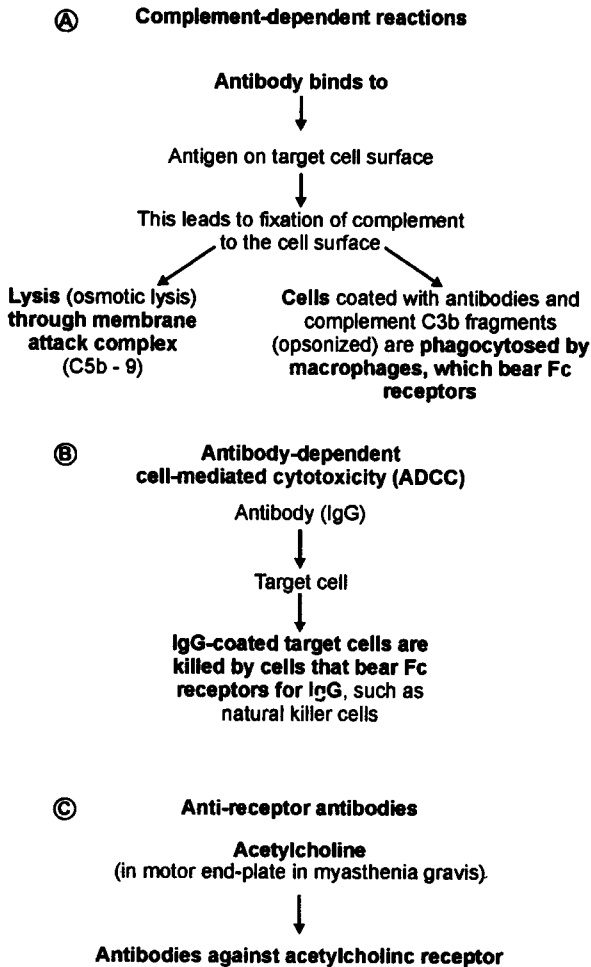 Ⓐ Complement-dependent reactions
Antibody binds to
Antigen on target cell surface
This leads to fixation of complement
to the cell surface
Lysis (osmotic lysis)
through membrane
attack complex
(C5b - 9)
Cells coated with antibodies and
complement C3b fragments
(opsonized) are phagocytosed by
macrophages, which bear Fc
receptors
Ⓑ Antibody-dependent
cell-mediated cytotoxicity (ADCC)
Antibody (IgG)
Target cell
IgG-coated target cells are
killed by cells that bear Fc
receptors for IgG, such as
natural killer cells
Ⓒ Anti-receptor antibodies
Acetylcholine
(in motor end-plate in myasthenia gravis)
Antibodies against acetylcholinc receptor